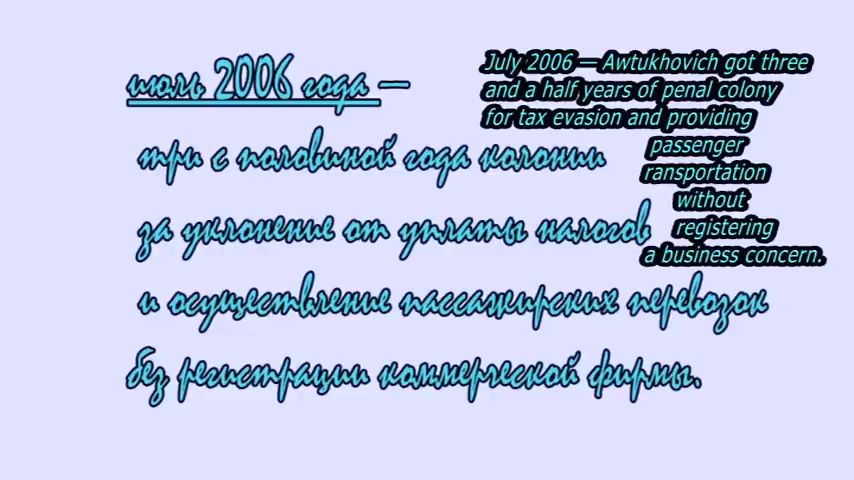 июль 2006 года —
три с половиной года колонии
за уклонение от уплаты налогов
и осуществление пассажирских перевозок
без регистрации коммерческой фирмы.
July 2006 — Awtukhovich got three
and a half years of penal colony
for tax evasion and providing
passenger
ransportation
without
registering
a business concern.